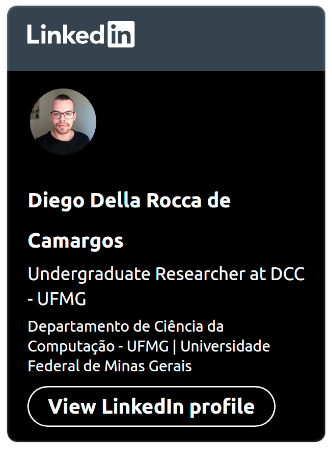 LinkedIn
Diego Della Rocca de
Camargos
Undergraduate Researcher at DCC
- UFMG
Departamento de Ciência da
Computação - UFMG | Universidade
Federal de Minas Gerais
View LinkedIn profile